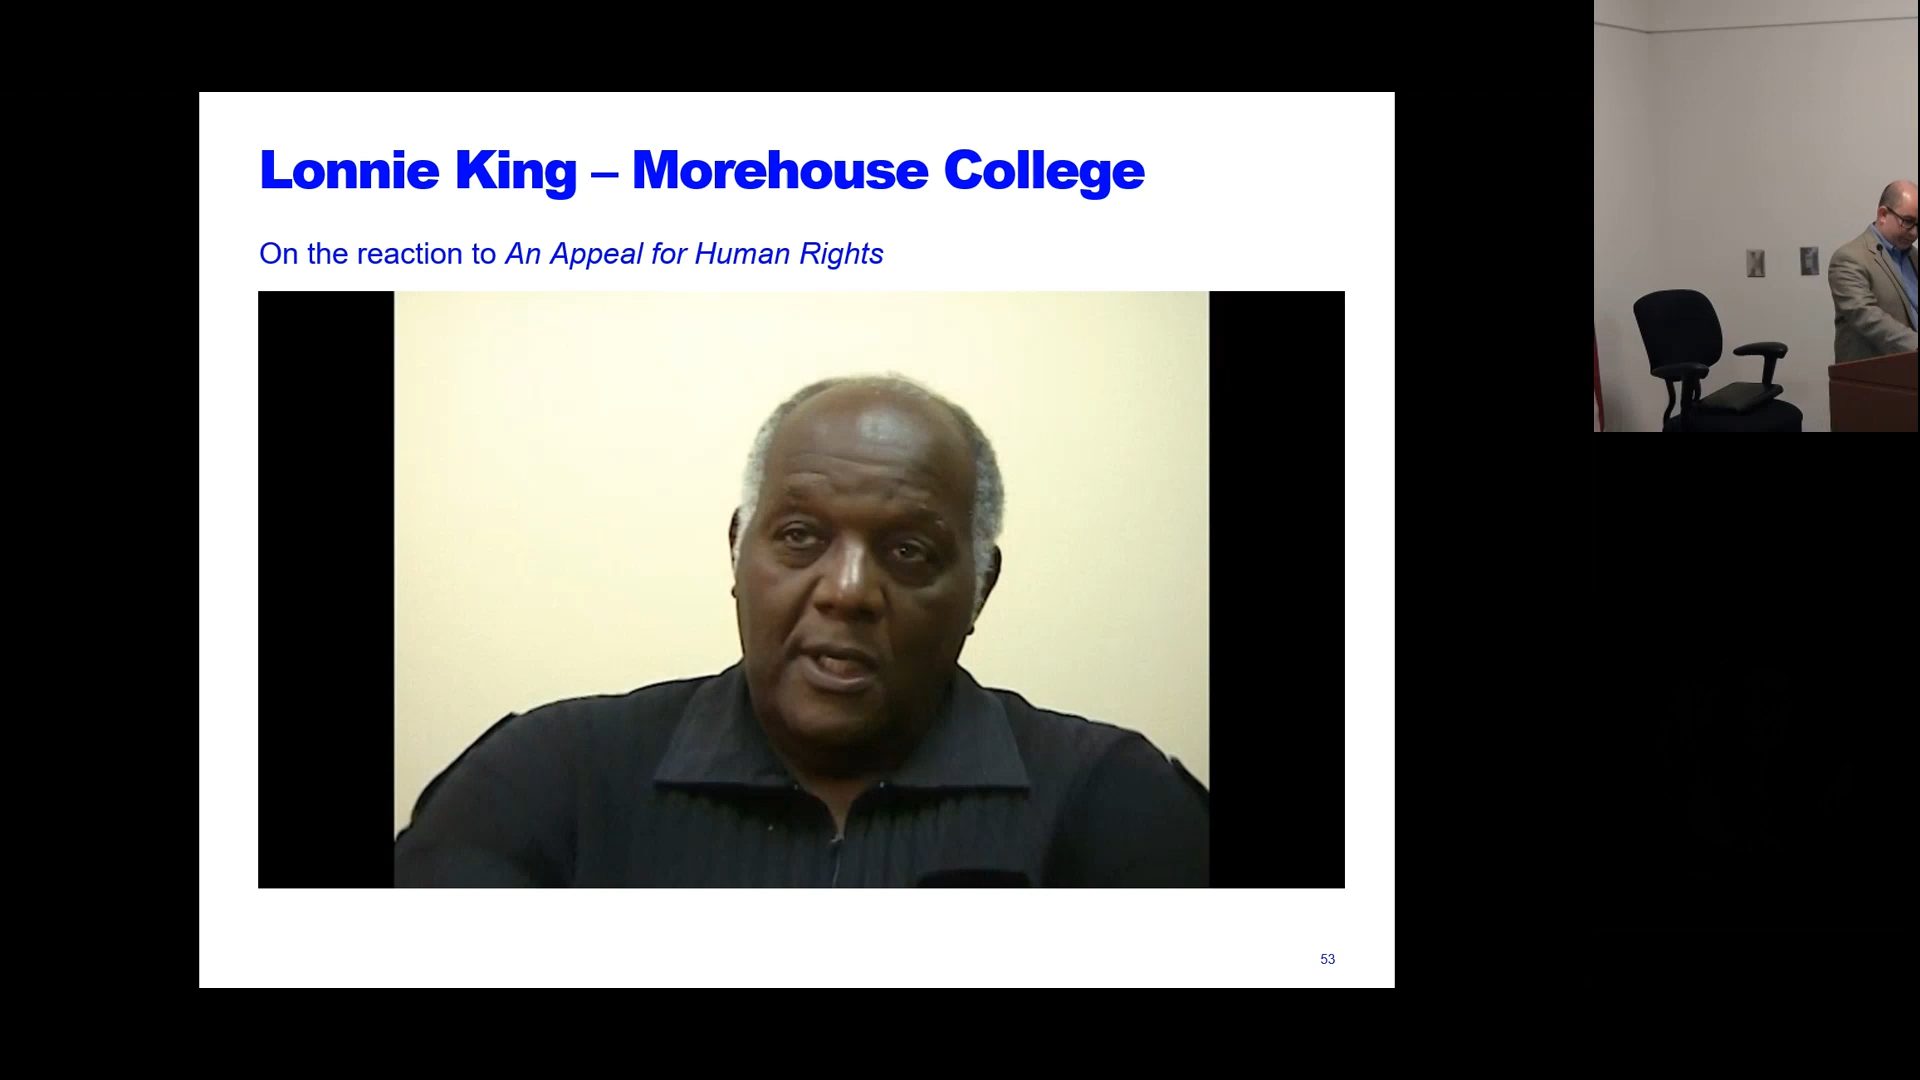 Lonnie King – Morehouse College
On the reaction to An Appeal for Human Rights
53